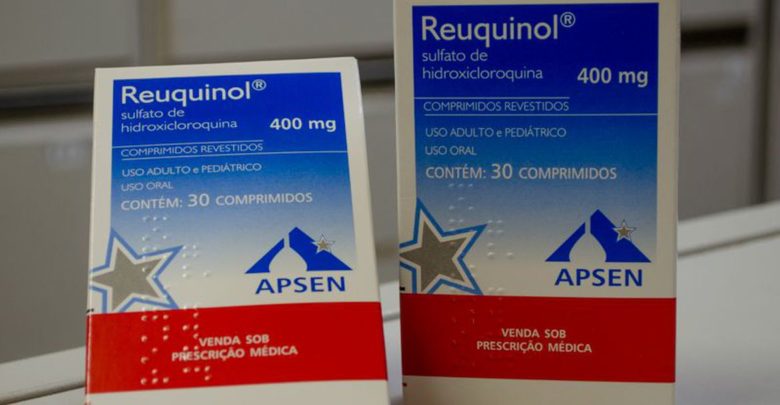 Reuquinol®
sulfato de
hidroxicloroquina 400 mg
COMPRIMIDOS REVESTIDOS
USO ADULTO e PEDIÁTRICO
USO ORAL
CONTÉM: 30 COMPRIMIDOS
APSEN
VENDA SOB
PRESCRIÇÃO MÉDICA
Reuquinol®
sulfato de
hidroxicloroquina 400 mg
COMPRIMIDOS REVESTIDOS
USO ADULTO e PEDIÁTRICO
USO ORAL
CONTÉM: 30 COMPRIMIDOS
APSEN
VENDA SOB
PRESCRIÇÃO MÉDICA